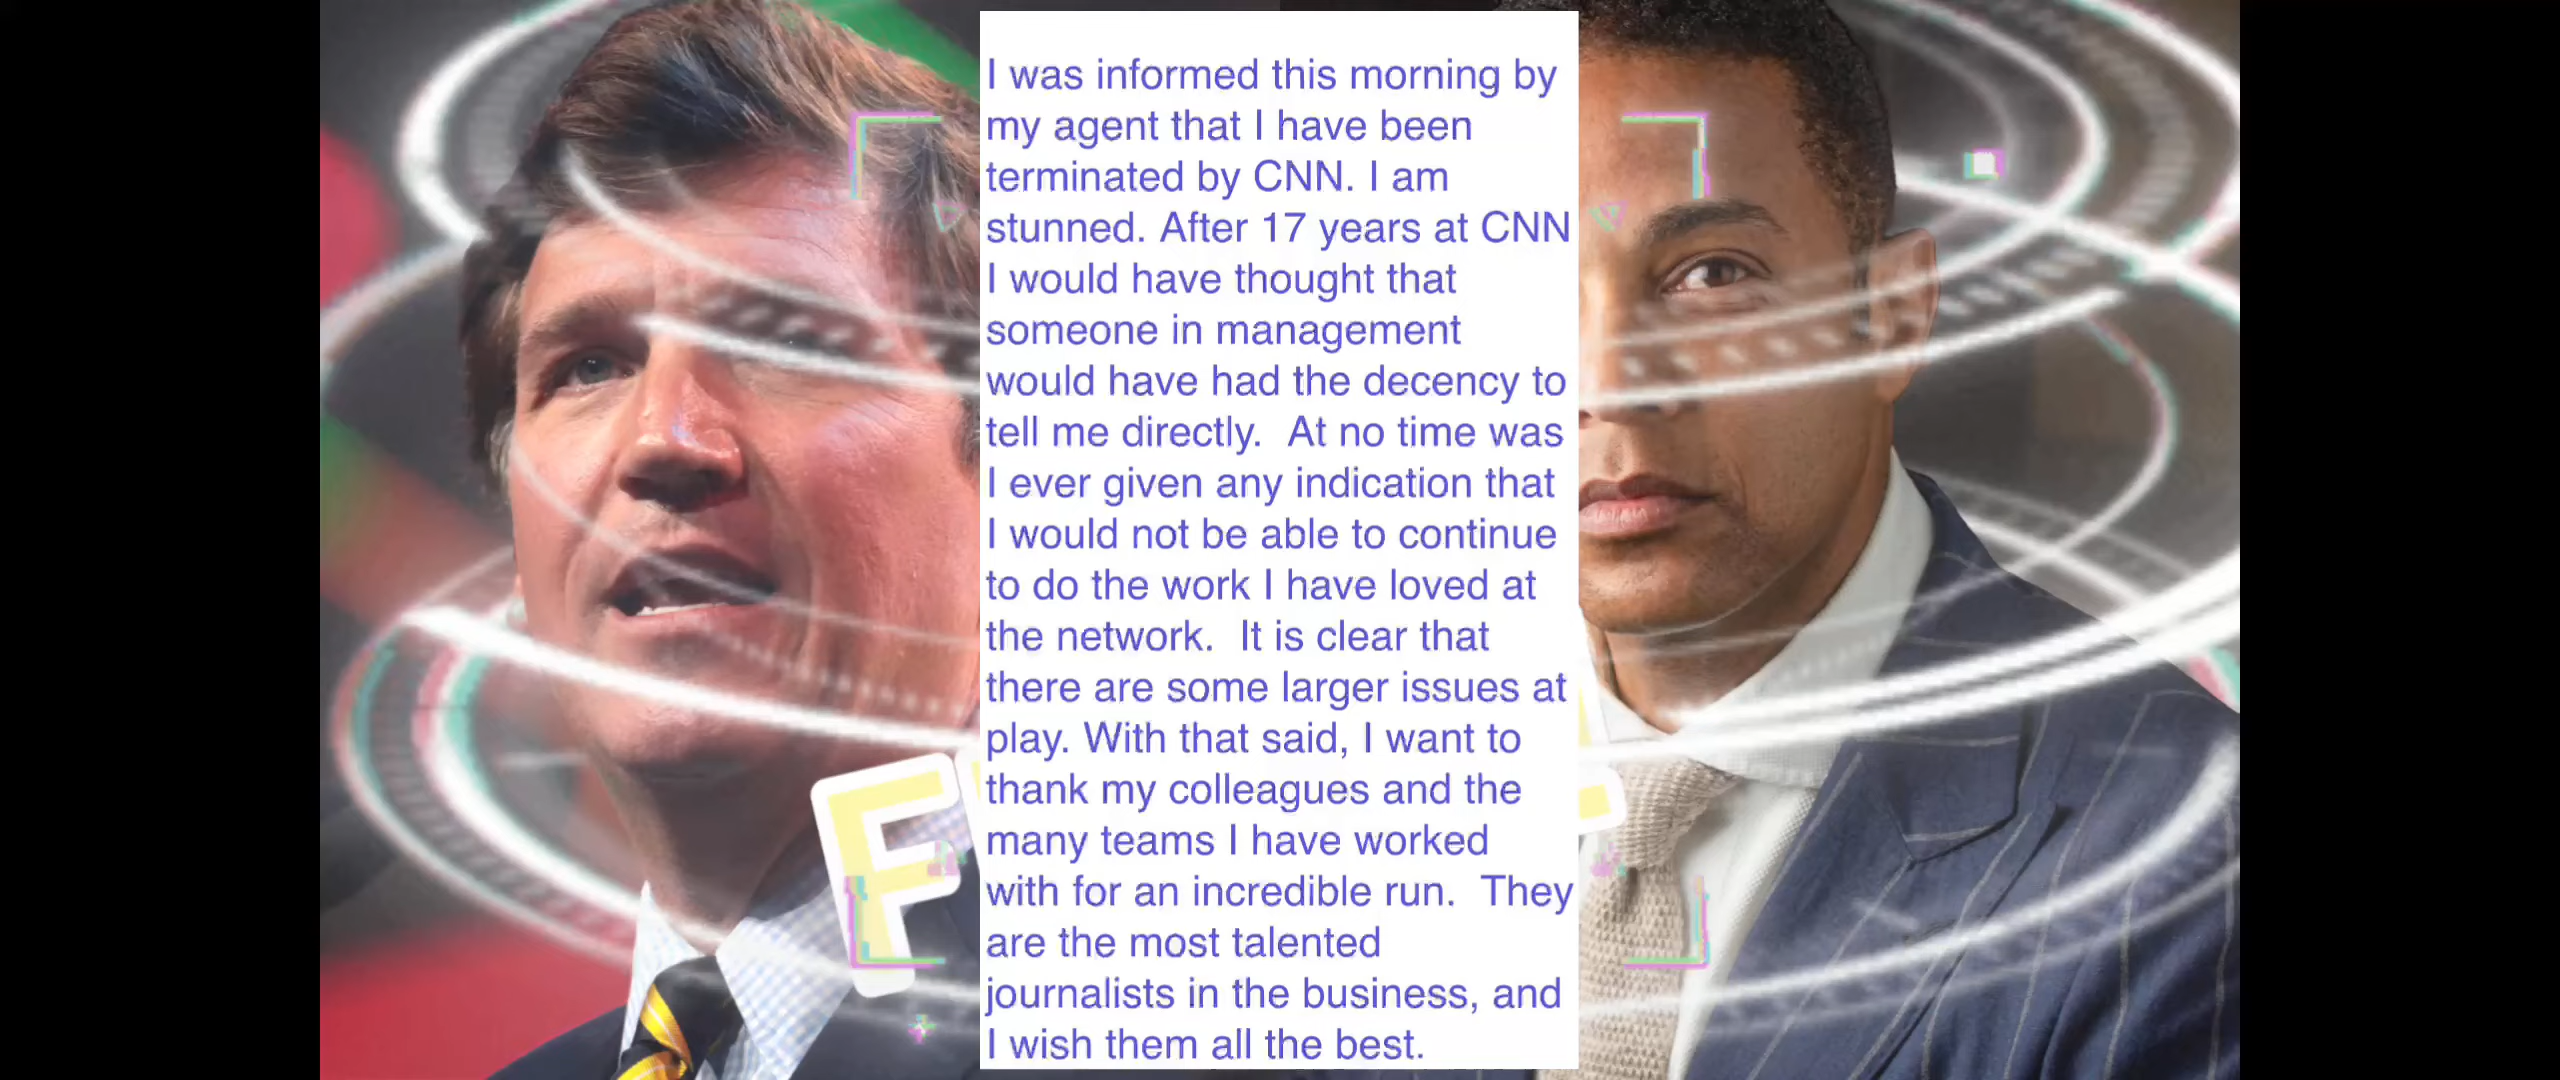 I was informed this morning by
my agent that I have been
terminated by CNN. I am
stunned. After 17 years at CNN
I would have thought that
someone in management
would have had the decency to
tell me directly.  At no time was
I ever given any indication that
I would not be able to continue
to do the work I have loved at
the network.  It is clear that
there are some larger issues at
play. With that said, I want to
thank my colleagues and the
many teams I have worked
with for an incredible run.  They
are the most talented
journalists in the business, and
I wish them all the best.